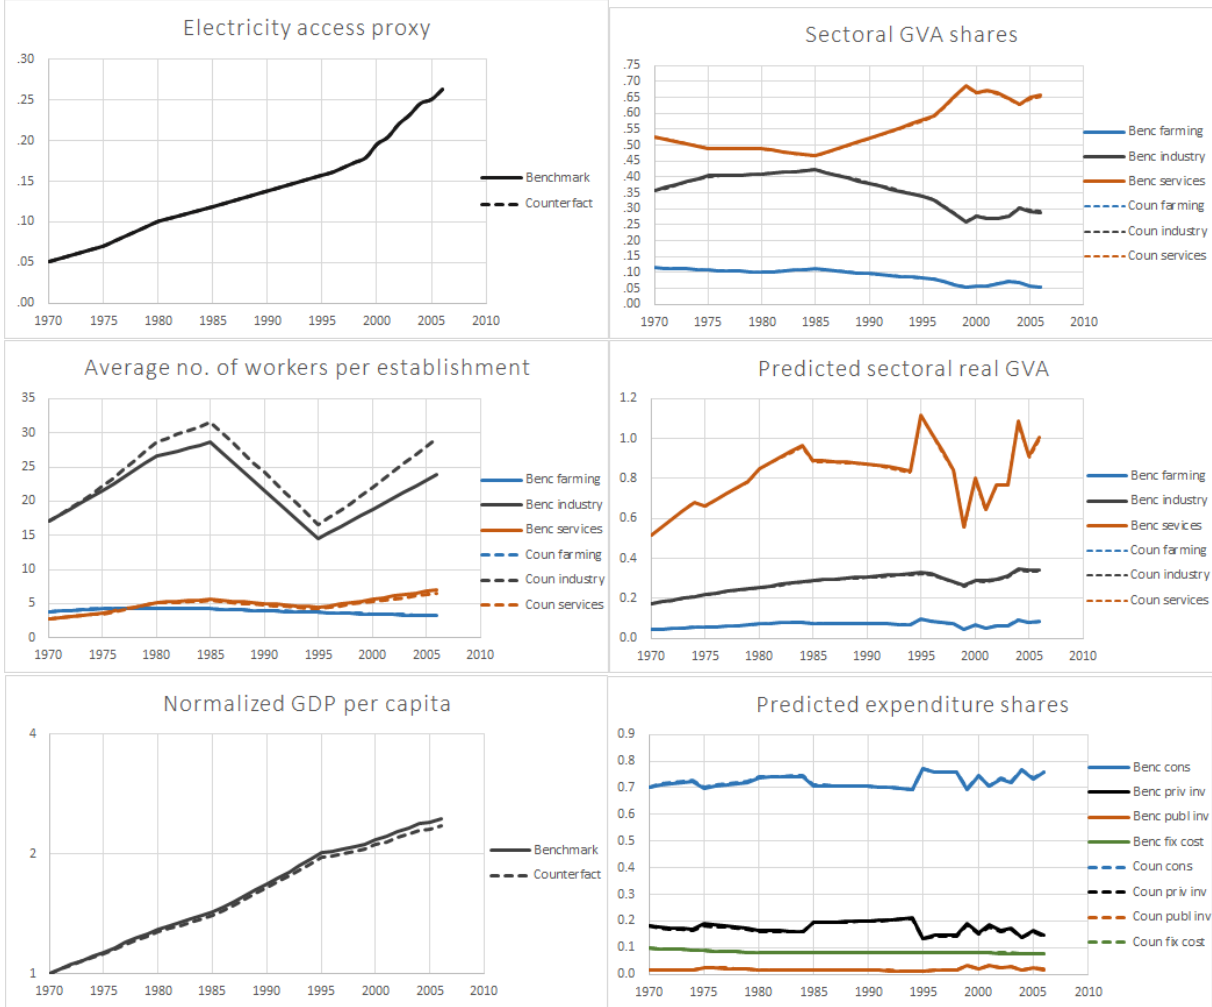 Electricity access proxy
.30
.25
.20
.15
.10
.05
.00
1970 1975 1980 1985 1990 1995 2000 2005 2010
Benchmark
Counterfact
Sectoral GVA shares
.75
.70
.65
.60
.55
.50
.45
.40
.35
.30
.25
.20
.15
.10
.05
.00
1970 1975 1980 1985 1990 1995 2000 2005 2010
Benc farming
Benc industry
Benc services
Coun farming
Coun industry
Coun services
Average no. of workers per establishment
35
30
25
20
15
10
5
0
1970 1975 1980 1985 1990 1995 2000 2005 2010
Benc farming
Benc industry
Benc services
Coun farming
Coun industry
Coun services
Predicted sectoral real GVA
1.2
1.0
0.8
0.6
0.4
0.2
0.0
1970 1975 1980 1985 1990 1995 2000 2005 2010
Benc farming
Benc industry
Benc sevices
Coun farming
Coun industry
Coun services
Normalized GDP per capita
4
2
1
1970 1975 1980 1985 1990 1995 2000 2005 2010
Benchmark
Counterfact
Predicted expenditure shares
0.9
0.8
0.7
0.6
0.5
0.4
0.3
0.2
0.1
0.0
1970 1975 1980 1985 1990 1995 2000 2005 2010
Benc cons
Benc priv inv
Benc publ inv
Benc fix cost
Coun cons
Coun priv inv
Coun publ inv
Coun fix cost